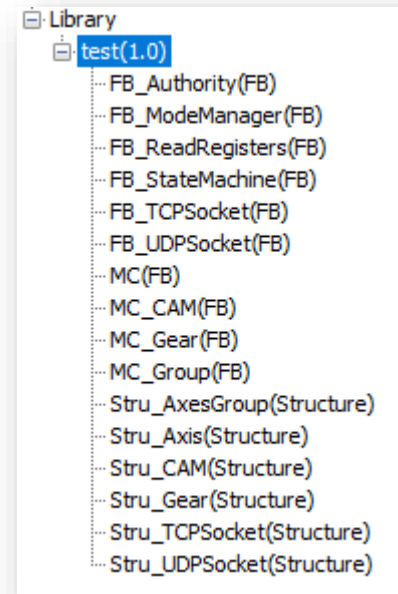 Library
test(1.0)
FB_Authority(FB)
FB_ModeManager(FB)
FB_ReadRegisters(FB)
FB_StateMachine(FB)
FB_TCPSocket(FB)
FB_UDPSocket(FB)
MC(FB)
MC_CAM(FB)
MC_Gear(FB)
MC_Group(FB)
Stru_AxesGroup(Structure)
Stru_Axis(Structure)
Stru_CAM(Structure)
Stru_Gear(Structure)
Stru_TCPSocket(Structure)
Stru_UDPSocket(Structure)